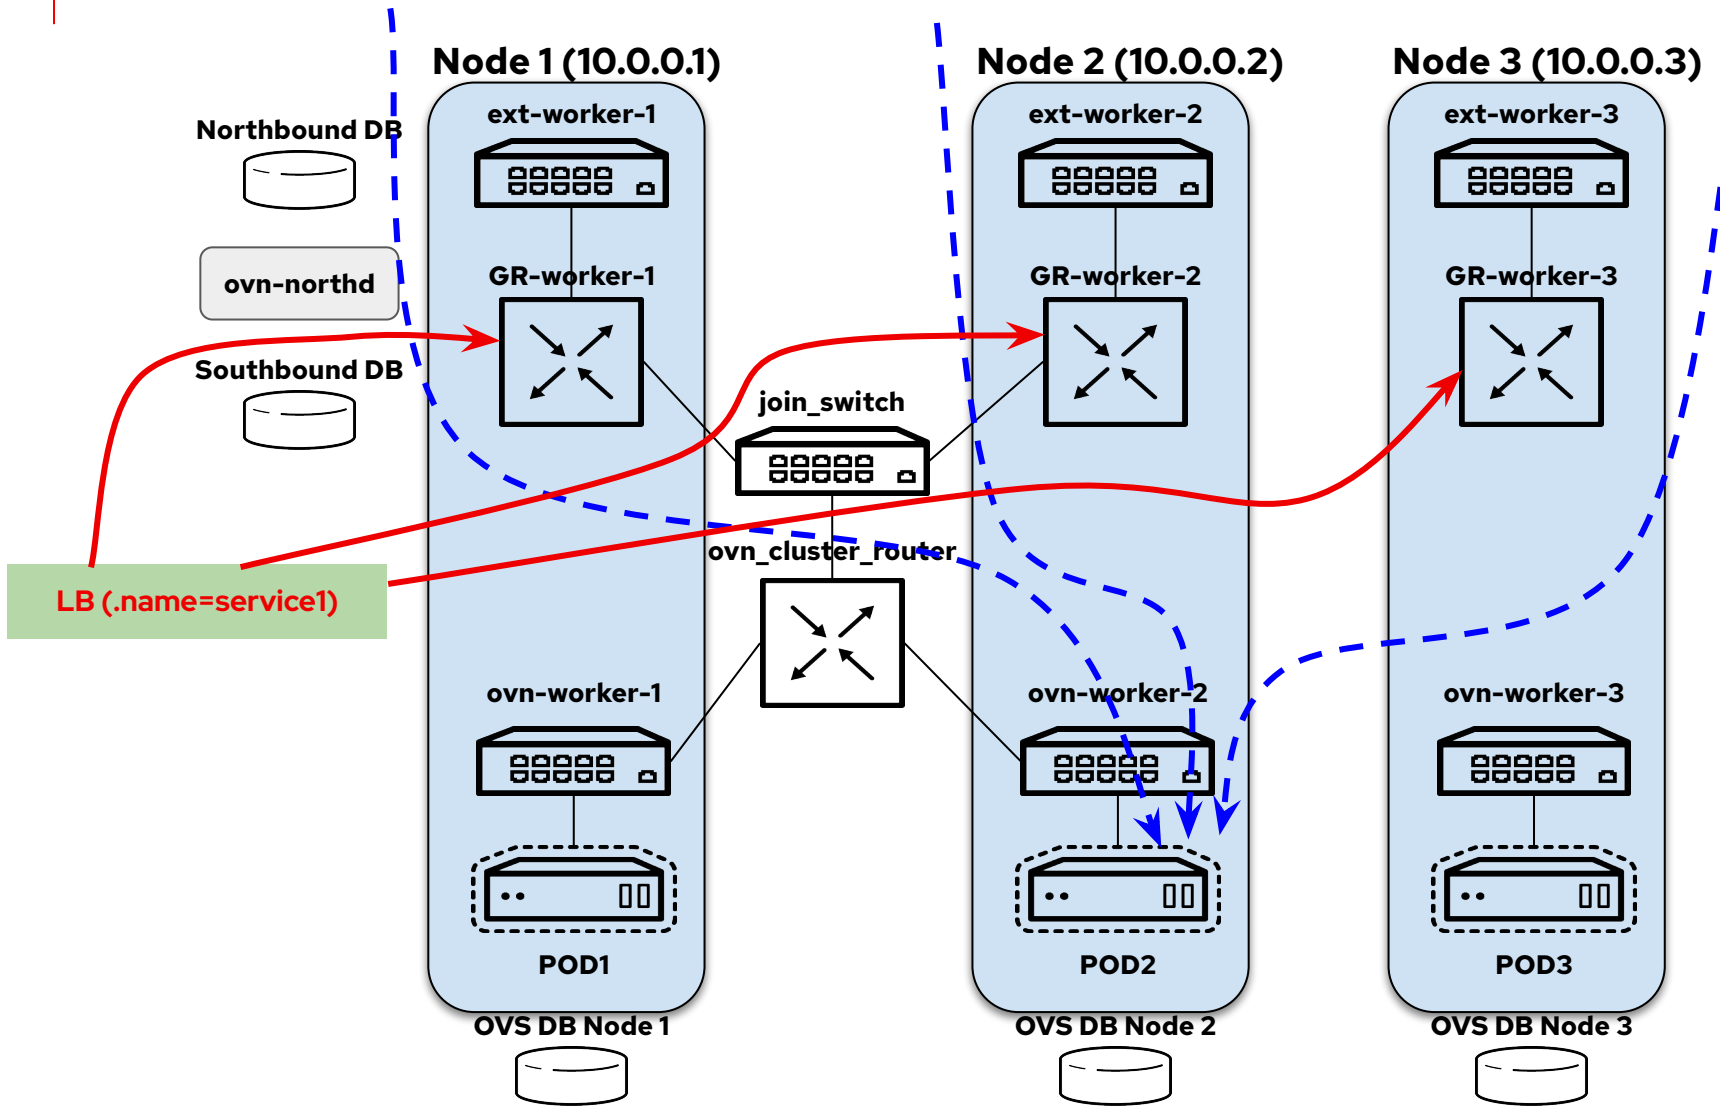 Node 1 (10.0.0.1)
Node 2 (10.0.0.2)
Node 3 (10.0.0.3)
ext-worker-1
ext-worker-2
ext-worker-3
Northbound DB
ovn-northd
GR-worker-1
GR-worker-2
GR-worker-3
Southbound DB
join_switch
ovn_cluster_router
LB (.name=service1)
ovn-worker-1
ovn-worker-2
ovn-worker-3
POD1
POD2
POD3
OVS DB Node 1
OVS DB Node 2
OVS DB Node 3